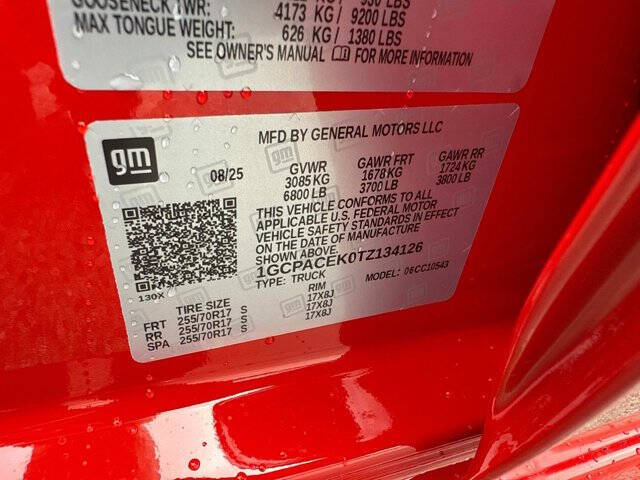 GOOSENECK TWR: 4173 KG/ 9200 LBS
MAX TONGUE WEIGHT: 626 KG/ 1380 LBS
SEE OWNER'S MANUAL FOR MORE INFORMATION
gm
MFD BY GENERAL MOTORS LLC
08/25 GVWR GAWR FRT GAWR RR
3085 KG 1678 KG 1724 KG
6800 LB 3700 LB 3800 LB
THIS VEHICLE CONFORMS TO ALL
APPLICABLE U.S. FEDERAL MOTOR
VEHICLE SAFETY STANDARDS IN EFFECT
ON THE DATE OF MANUFACTURE SHOWN
1GCPACEK0TZ134126
TYPE: TRUCK MODEL: 06CC10543
130X
TIRE SIZE RIM
FRT 255/70R17 S 17X8J
RR 255/70R17 S 17X8J
SPA 255/70R17 S 17X8J